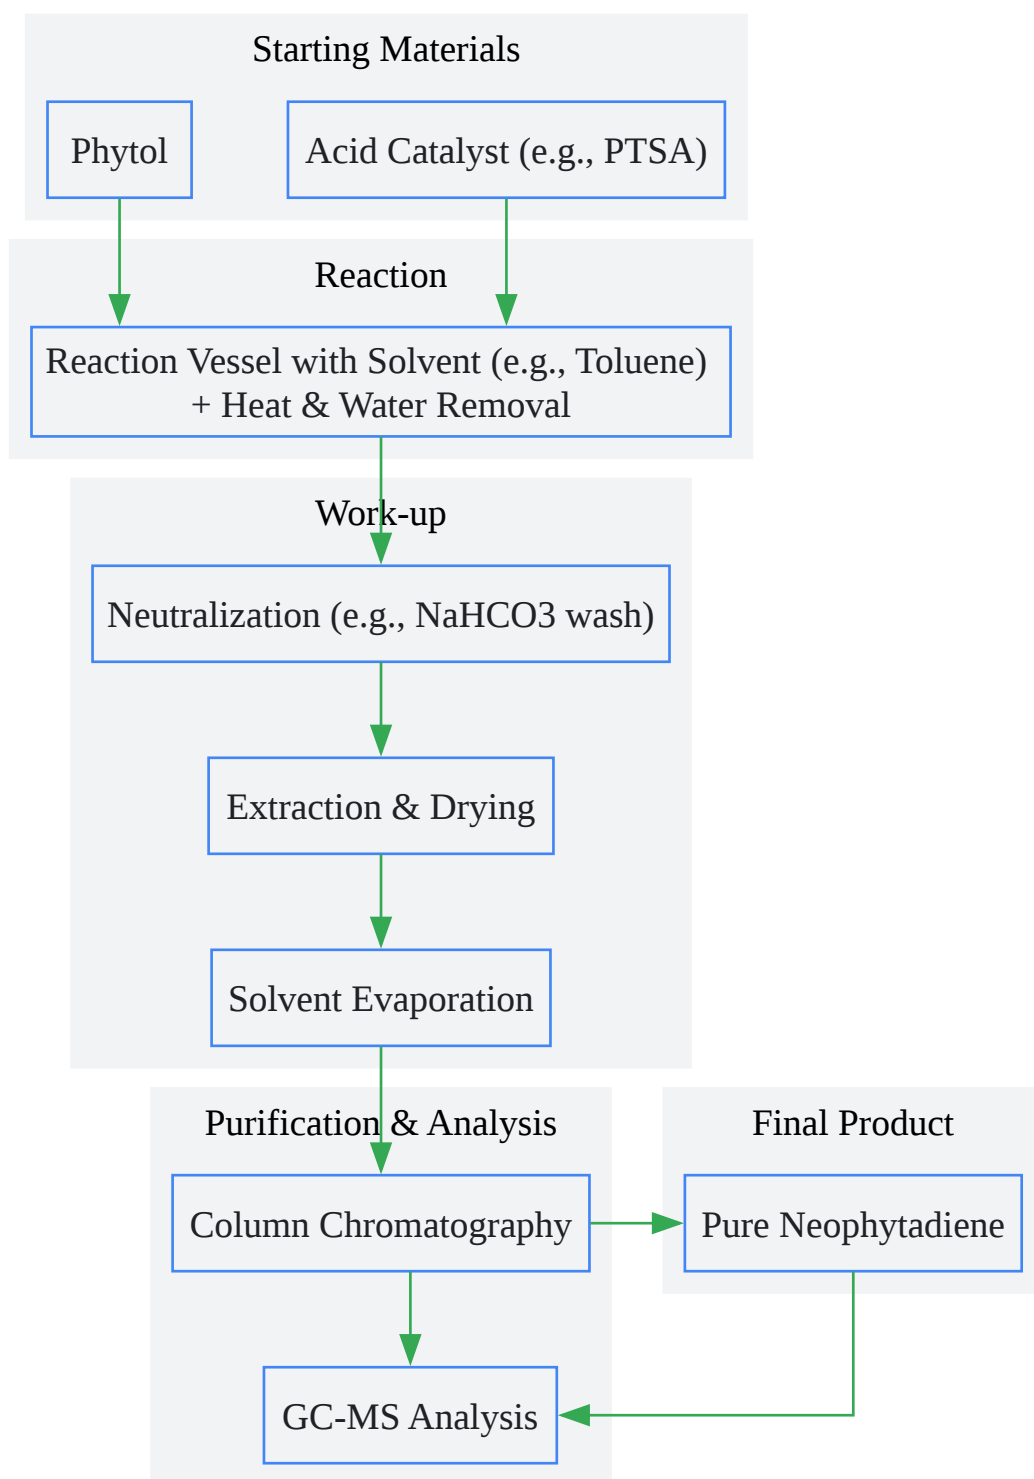 Starting Materials
Phytol
Acid Catalyst (e.g., PTSA)
Reaction
Reaction Vessel with Solvent (e.g., Toluene)
+ Heat & Water Removal
Work-up
Neutralization (e.g., NaHCO3 wash)
Extraction & Drying
Solvent Evaporation
Purification & Analysis
Final Product
Column Chromatography
Pure Neophytadiene
GC-MS Analysis